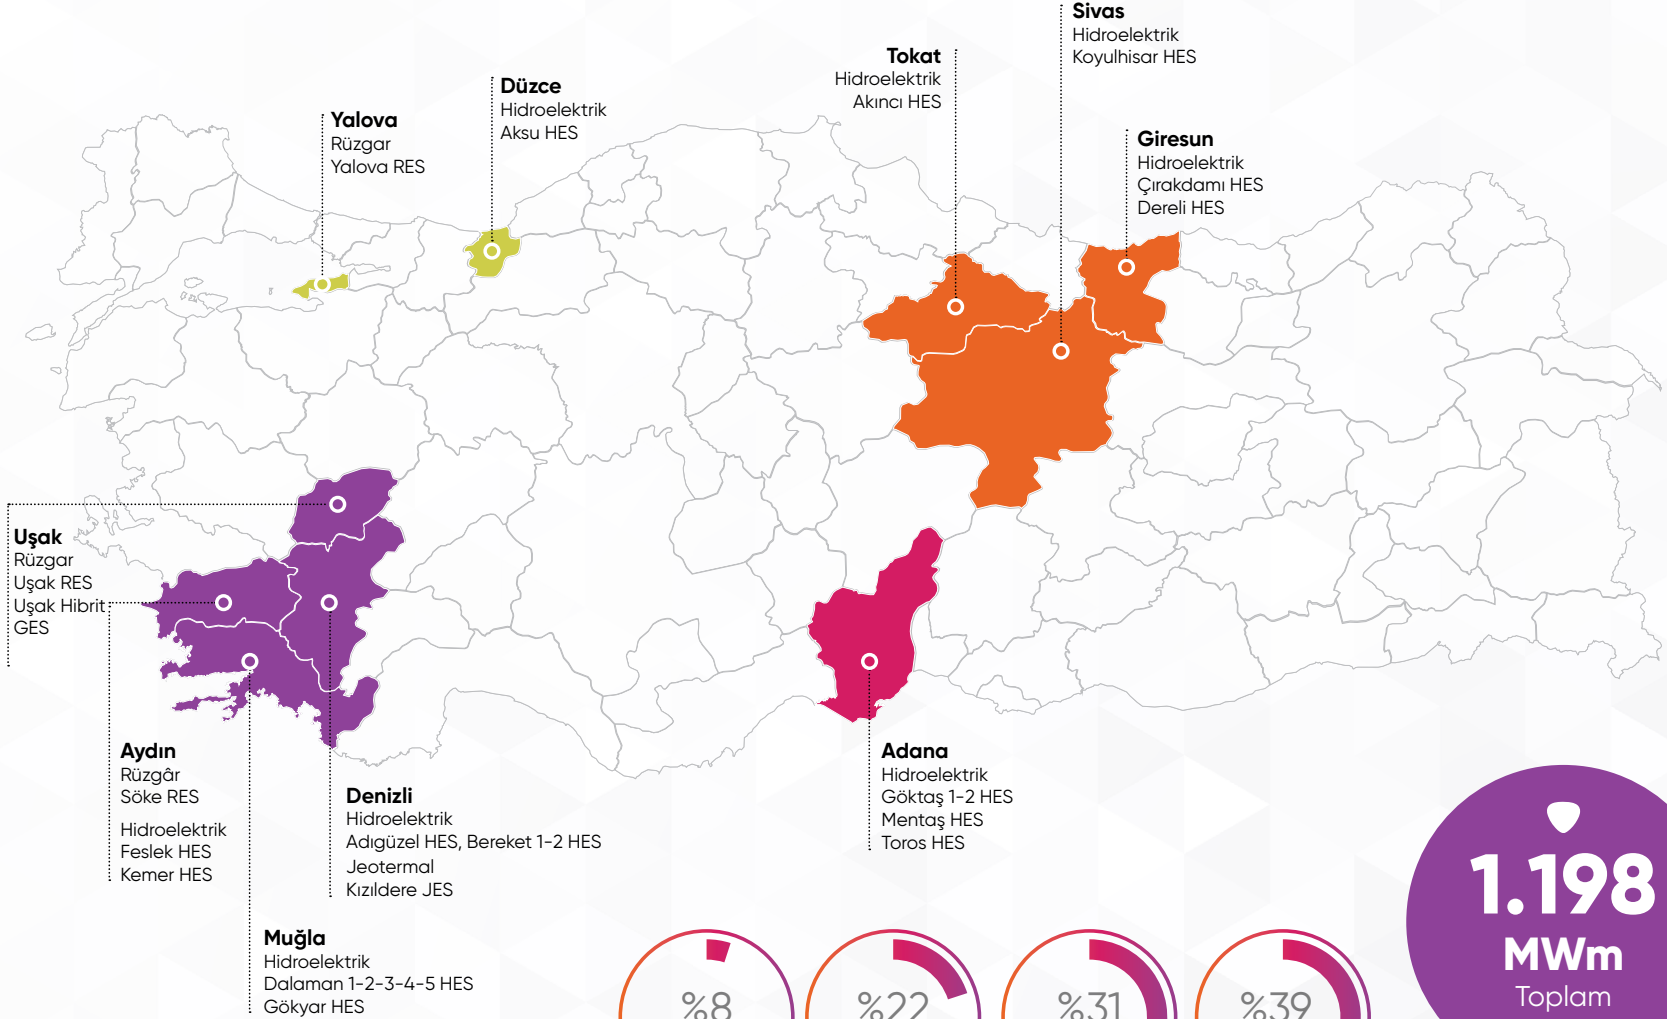 Sivas
Hidroelektrik
Koyulhisar HES
Tokat
Hidroelektrik
Akıncı HES
Düzce
Hidroelektrik
Aksu HES
Yalova
Rüzgar
Yalova RES
Giresun
Hidroelektrik
Çırakdamı HES
Dereli HES
Uşak
Rüzgar
Uşak RES
Uşak Hibrit
GES
Aydın
Rüzgâr
Söke RES
Hidroelektrik
Feslek HES
Kemer HES
Denizli
Hidroelektrik
Adıgüzel HES, Bereket 1-2 HES
Jeotermal
Kızıldere JES
Muğla
Hidroelektrik
Dalaman 1-2-3-4-5 HES
Gökyar HES
Adana
Hidroelektrik
Göktaş 1-2 HES
Mentaş HES
Toros HES
%8
%22
%31
%39
1.198
MWm
Toplam